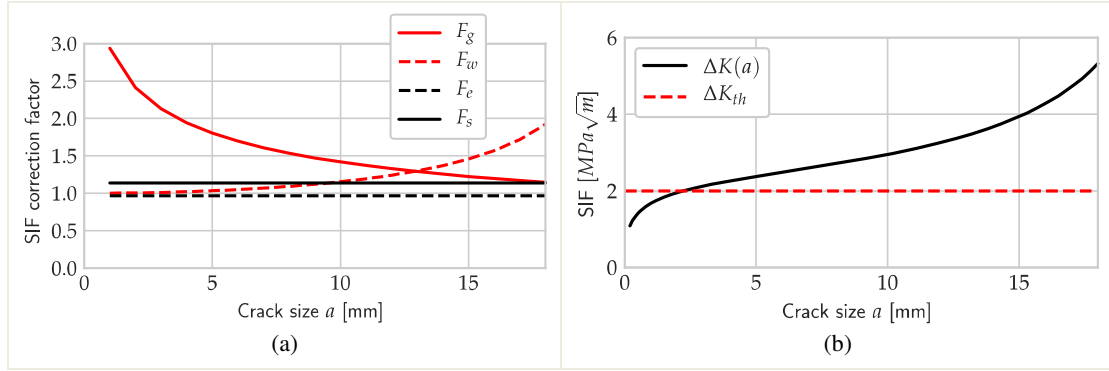 3.0
2.5
2.0
1.5
1.0
0.5
0.0
SIF correction factor
0 5 10 15
Crack size a [mm]
F_g
F_w
F_e
F_s
(a)
6
4
2
0
SIF [MPa√m]
0 5 10 15
Crack size a [mm]
ΔK(a)
ΔK_th
(b)